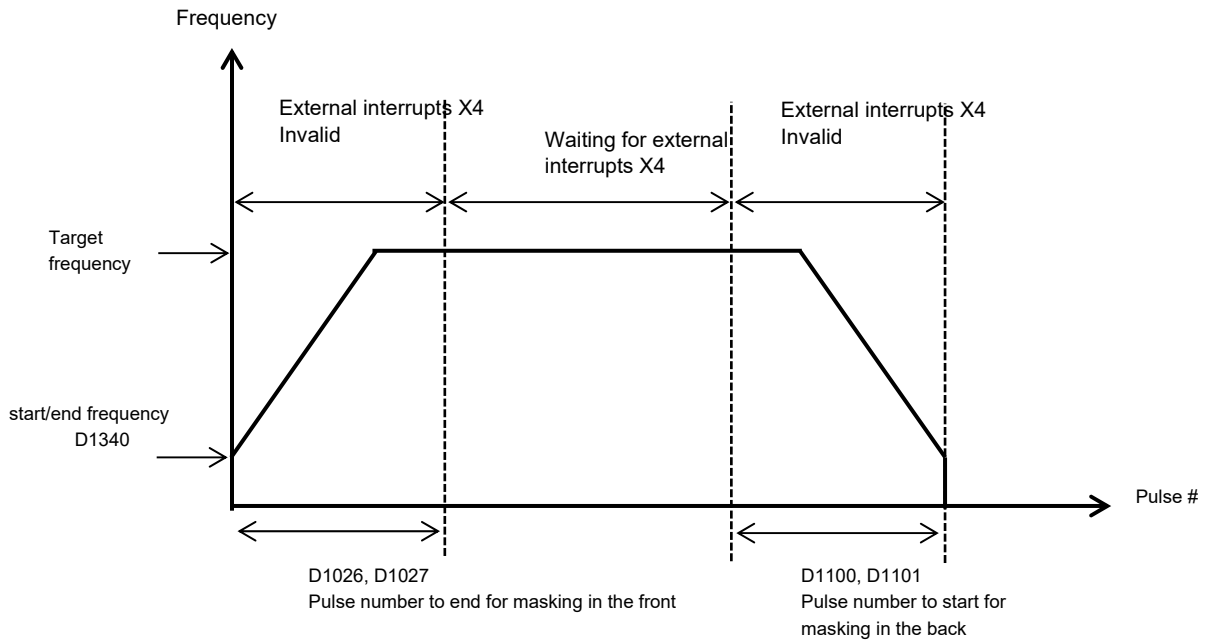 Frequency
External interrupts X4
Invalid
Waiting for external
interrupts X4
External interrupts X4
Invalid
Target
frequency
start/end frequency
D1340
Pulse #
D1026, D1027
Pulse number to end for masking in the front
D1100, D1101
Pulse number to start for
masking in the back